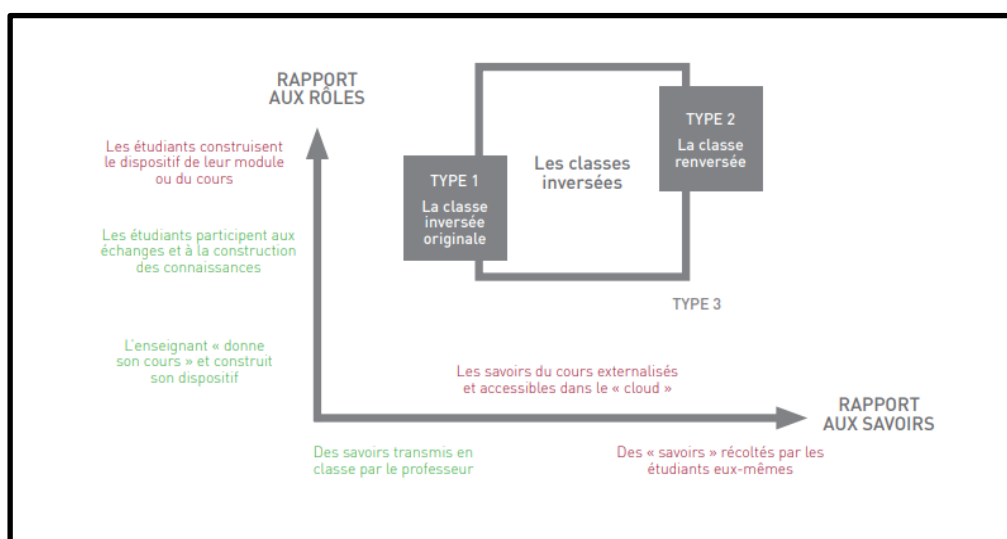 RAPPORT
AUX RÔLES
Les étudiants construisent
le dispositif de leur module
ou du cours
Les étudiants participent aux
échanges et à la construction
des connaissances
L'enseignant « donne
son cours » et construit
son dispositif
TYPE 1
La classe
inversée
originale
Les classes
inversées
TYPE 2
La classe
renversée
TYPE 3
Les savoirs du cours externalisés
et accessibles dans le « cloud »
RAPPORT
AUX SAVOIRS
Des savoirs transmis en
classe par le professeur
Des « savoirs » récoltés par les
étudiants eux-mêmes